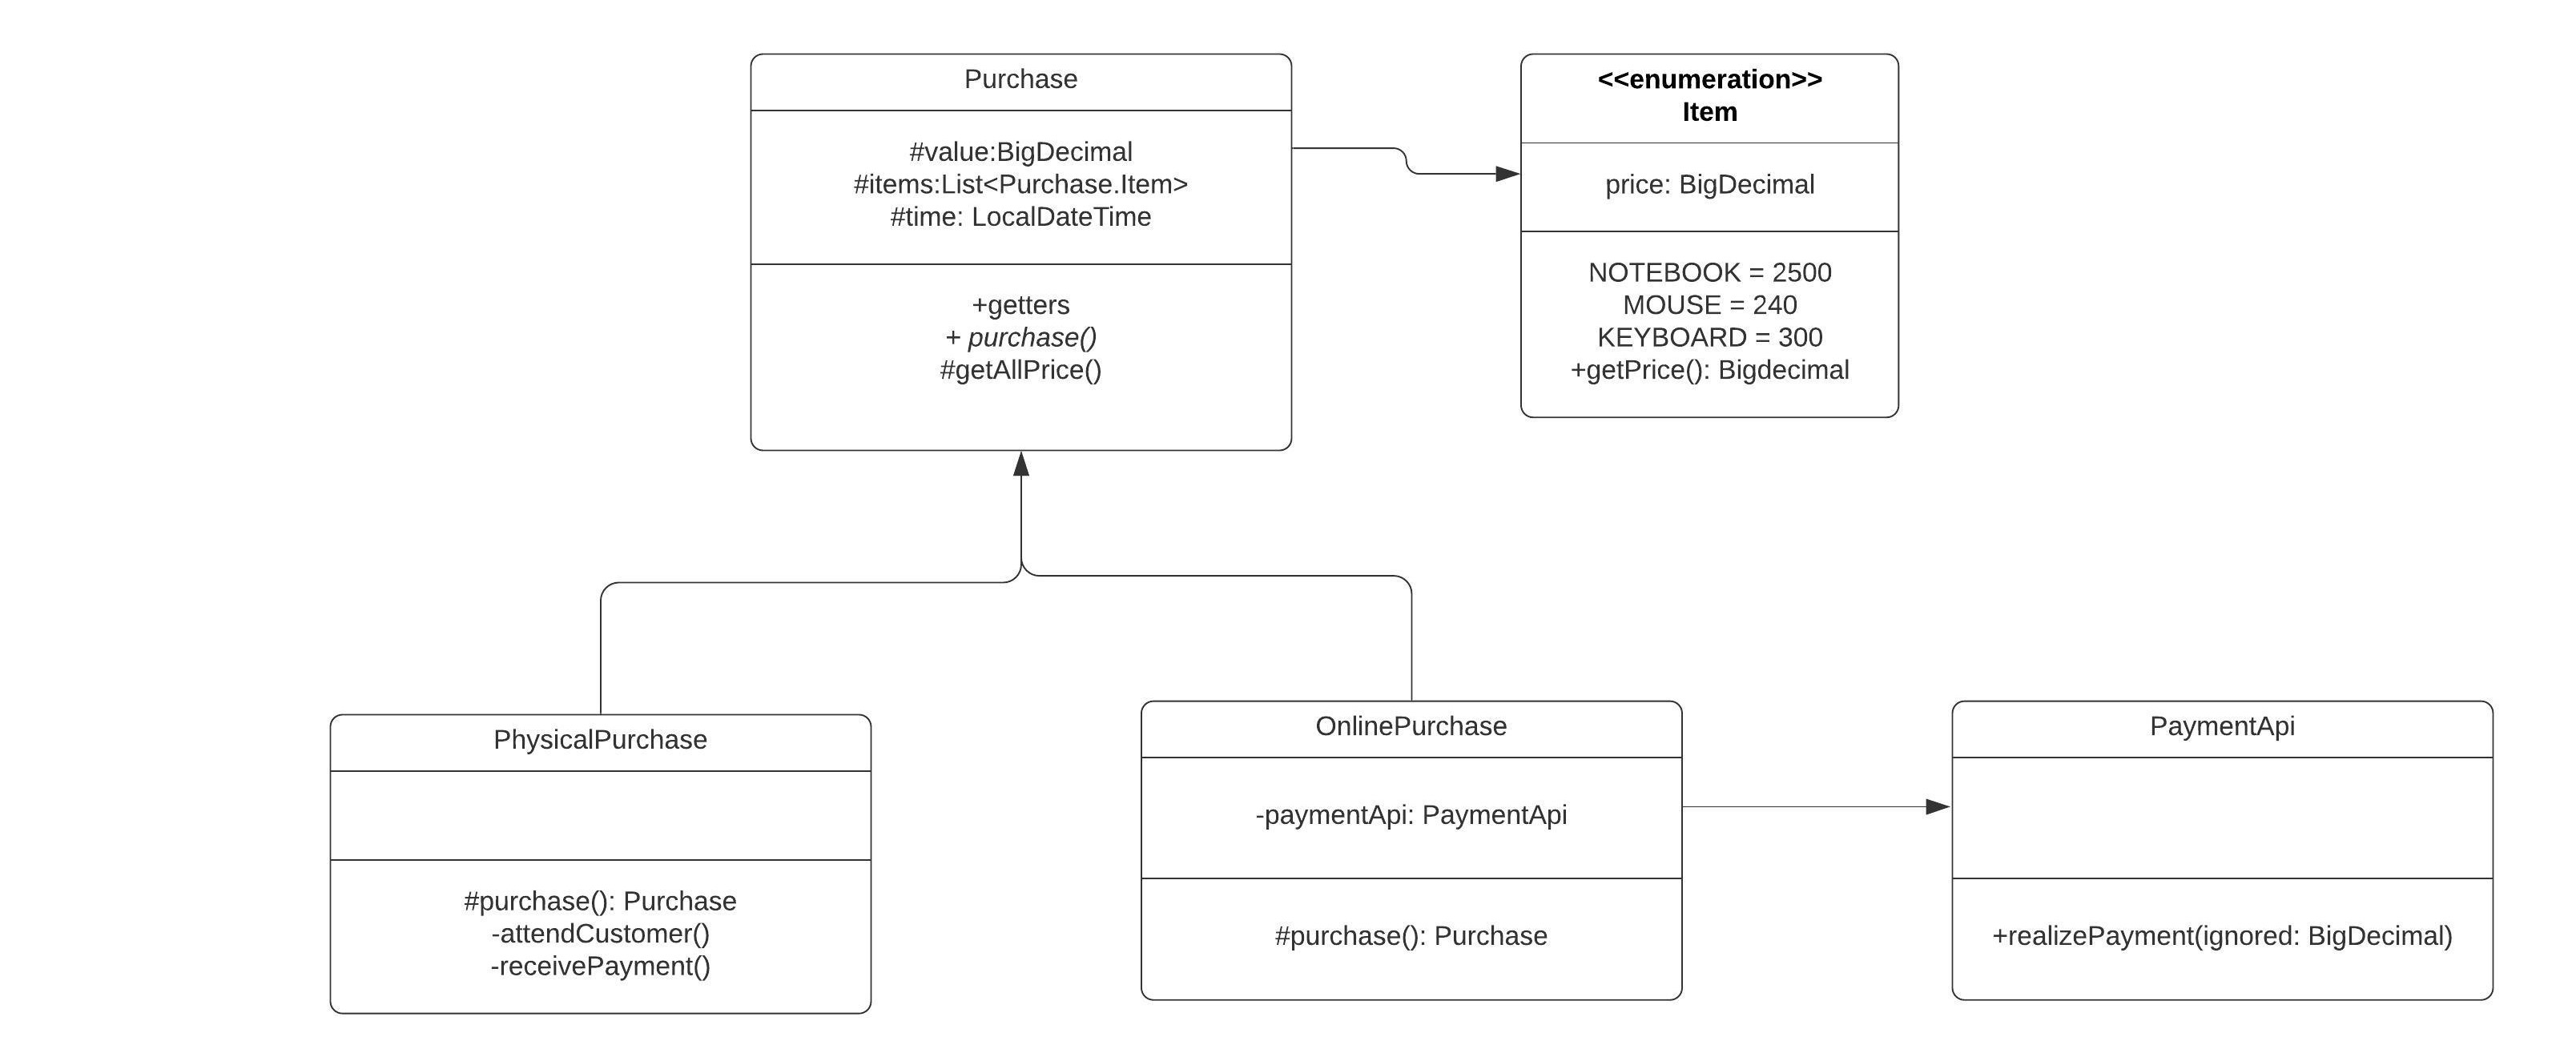 Purchase
#value:BigDecimal
#items:List<Purchase.Item>
#time: LocalDateTime
+getters
+ purchase()
#getAllPrice()
<<enumeration>>
Item
price: BigDecimal
NOTEBOOK = 2500
MOUSE = 240
KEYBOARD = 300
+getPrice(): Bigdecimal
PhysicalPurchase
#purchase(): Purchase
-attendCustomer()
-receivePayment()
OnlinePurchase
-paymentApi: PaymentApi
#purchase(): Purchase
PaymentApi
+realizePayment(ignored: BigDecimal)